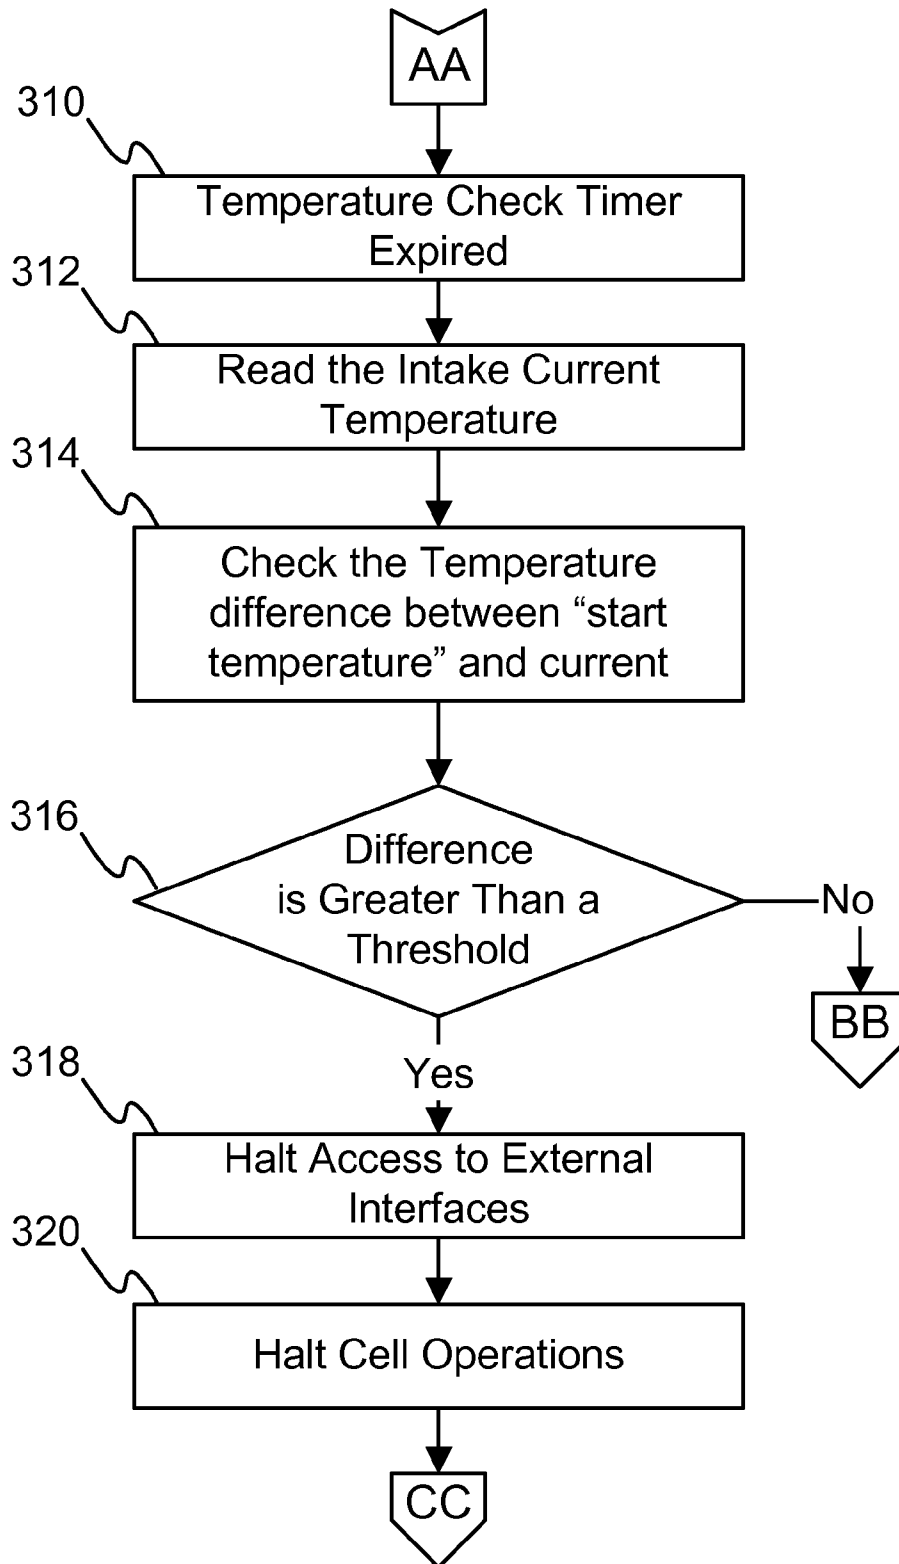 AA
310
Temperature Check Timer
Expired
312
Read the Intake Current
Temperature
314
Check the Temperature
difference between “start
temperature” and current
316
Difference
is Greater Than a
Threshold
No
BB
Yes
318
Halt Access to External
Interfaces
320
Halt Cell Operations
CC